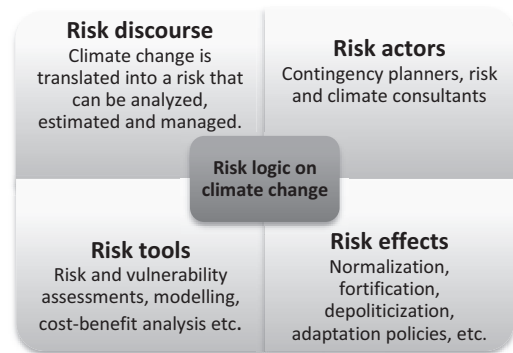 Risk discourse
Climate change is
translated into a risk that
can be analyzed,
estimated and managed.
Risk actors
Contingency planners, risk
and climate consultants
Risk logic on
climate change
Risk tools
Risk and vulnerability
assessments, modelling,
cost-benefit analysis etc.
Risk effects
Normalization,
fortification,
depoliticization,
adaptation policies, etc.